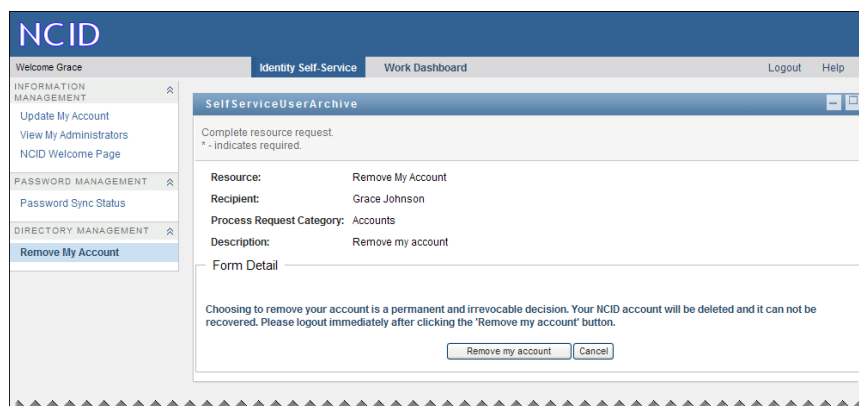 NCID
Welcome Grace
Identity Self-Service
Work Dashboard
Logout
Help
INFORMATION
MANAGEMENT
Update My Account
View My Administrators
NCID Welcome Page
PASSWORD MANAGEMENT
Password Sync Status
DIRECTORY MANAGEMENT
Remove My Account
SelfServiceUserArchive
Complete resource request.
* - indicates required.
Resource: Remove My Account
Recipient: Grace Johnson
Process Request Category: Accounts
Description: Remove my account
Form Detail
Choosing to remove your account is a permanent and irrevocable decision. Your NCID account will be deleted and it can not be
recovered. Please logout immediately after clicking the 'Remove my account' button.
Remove my account
Cancel